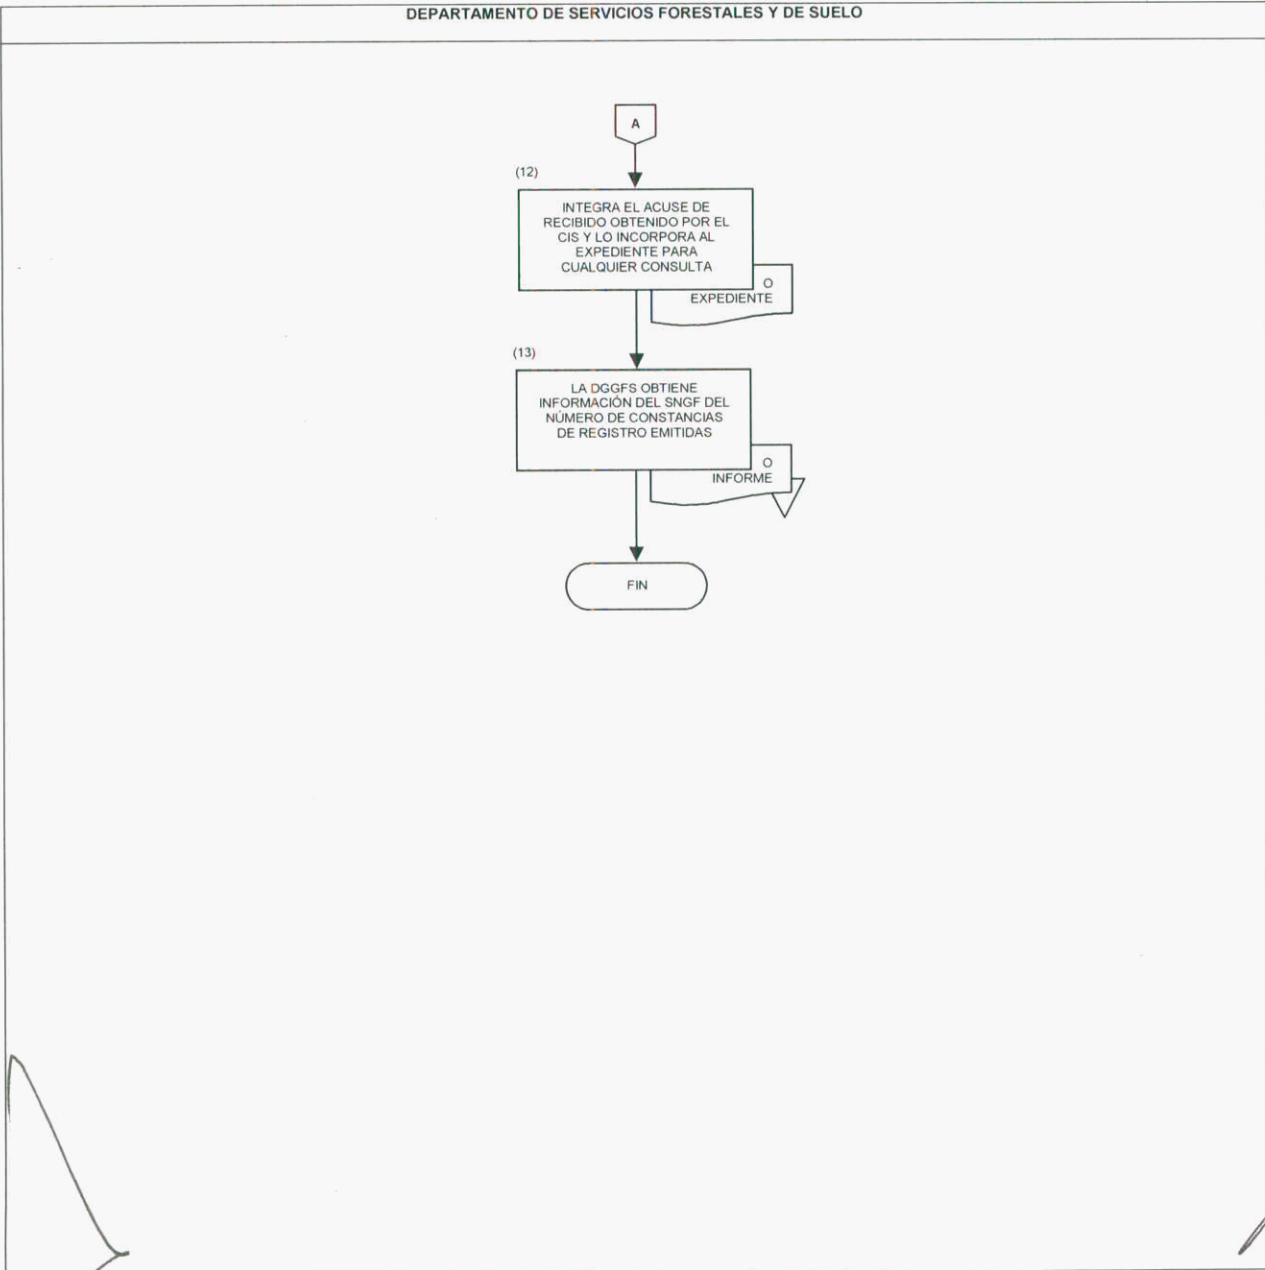 DEPARTAMENTO DE SERVICIOS FORESTALES Y DE SUELO
A
(12)
INTEGRA EL ACUSE DE
RECIBIDO OBTENIDO POR EL
CIS Y LO INCORPORA AL
EXPEDIENTE PARA
CUALQUIER CONSULTA
O
EXPEDIENTE
(13)
LA DGGFS OBTIENE
INFORMACIÓN DEL SNGF DEL
NÚMERO DE CONSTANCIAS
DE REGISTRO EMITIDAS
O
INFORME
FIN